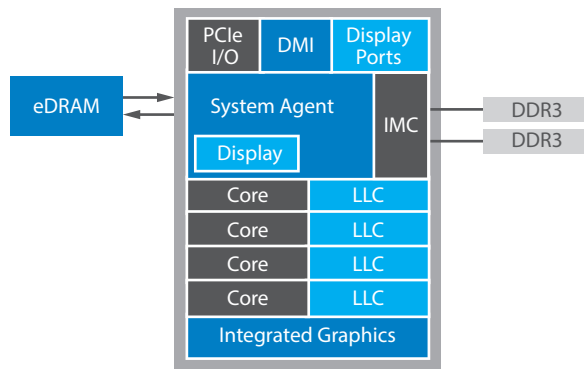 PCIe
I/O
DMI
Display
Ports
eDRAM
System Agent
IMC
DDR3
DDR3
Display
Core
LLC
Core
LLC
Core
LLC
Core
LLC
Integrated Graphics